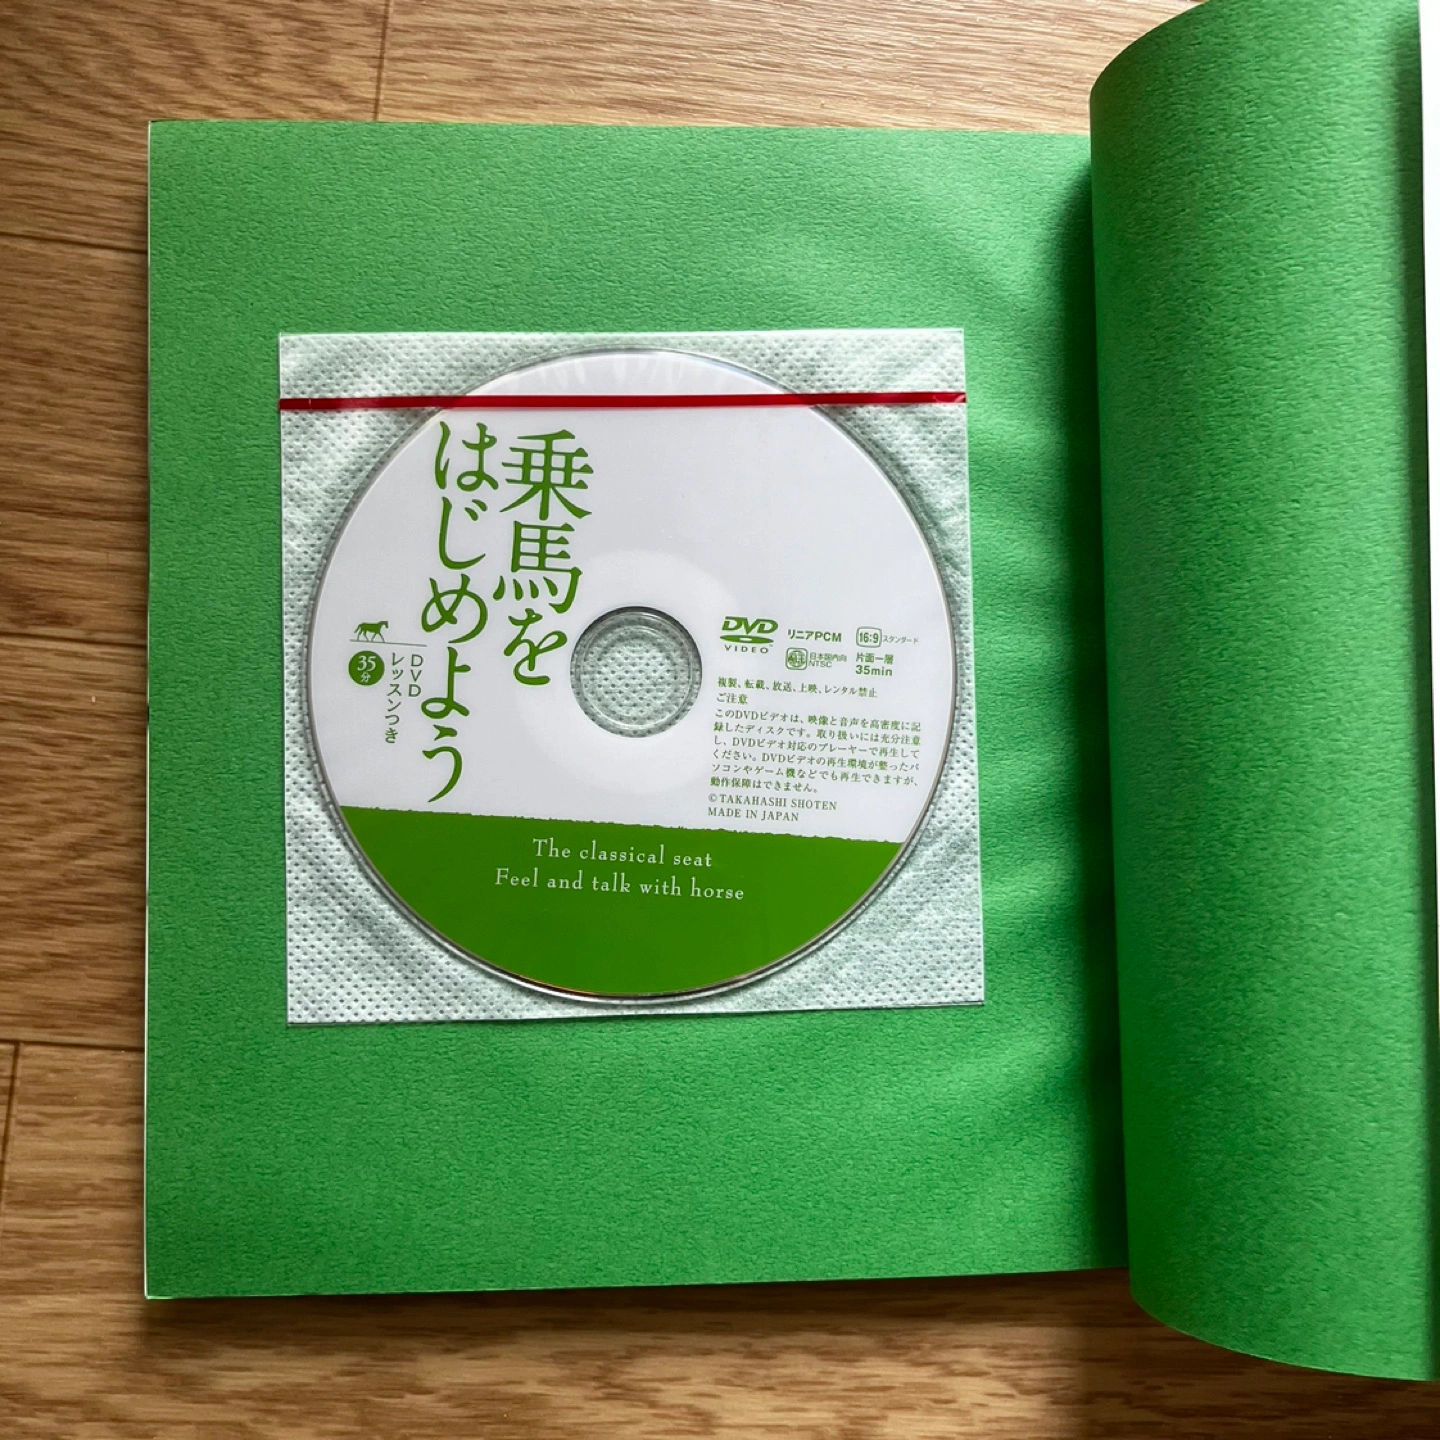 乗馬を
はじめよう
DVD
レッスンつき
35分
DVD
VIDEO™
リニアPCM
16:9
スタンダード
日本国内向
NTSC
片面一層
35min
複製、転載、放送、上映、レンタル禁止
ご注意
このDVDビデオは、映像と音声を高密度に記
録したディスクです。取り扱いには充分注意
し、DVDビデオ対応のプレーヤーで再生して
ください。DVDビデオの再生環境が整ったパ
ソコンやゲーム機などでも再生できますが、
動作保障はできません。
©TAKAHASHI SHOTEN
MADE IN JAPAN
The classical seat
Feel and talk with horse